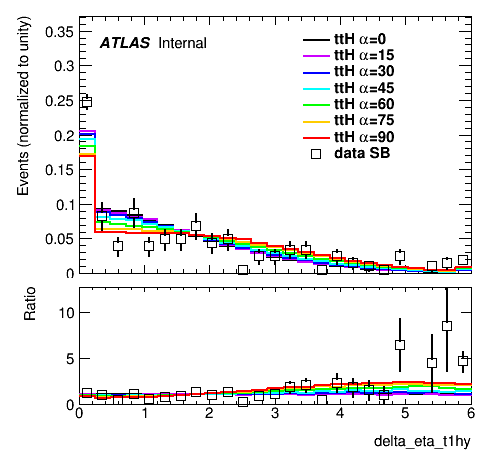 0.35
0.3
0.25
0.2
0.15
0.1
0.05
0
Events (normalized to unity)
ATLAS Internal
ttH α=0
ttH α=15
ttH α=30
ttH α=45
ttH α=60
ttH α=75
ttH α=90
data SB
10
5
0
Ratio
0 1 2 3 4 5 6
delta_eta_t1hy